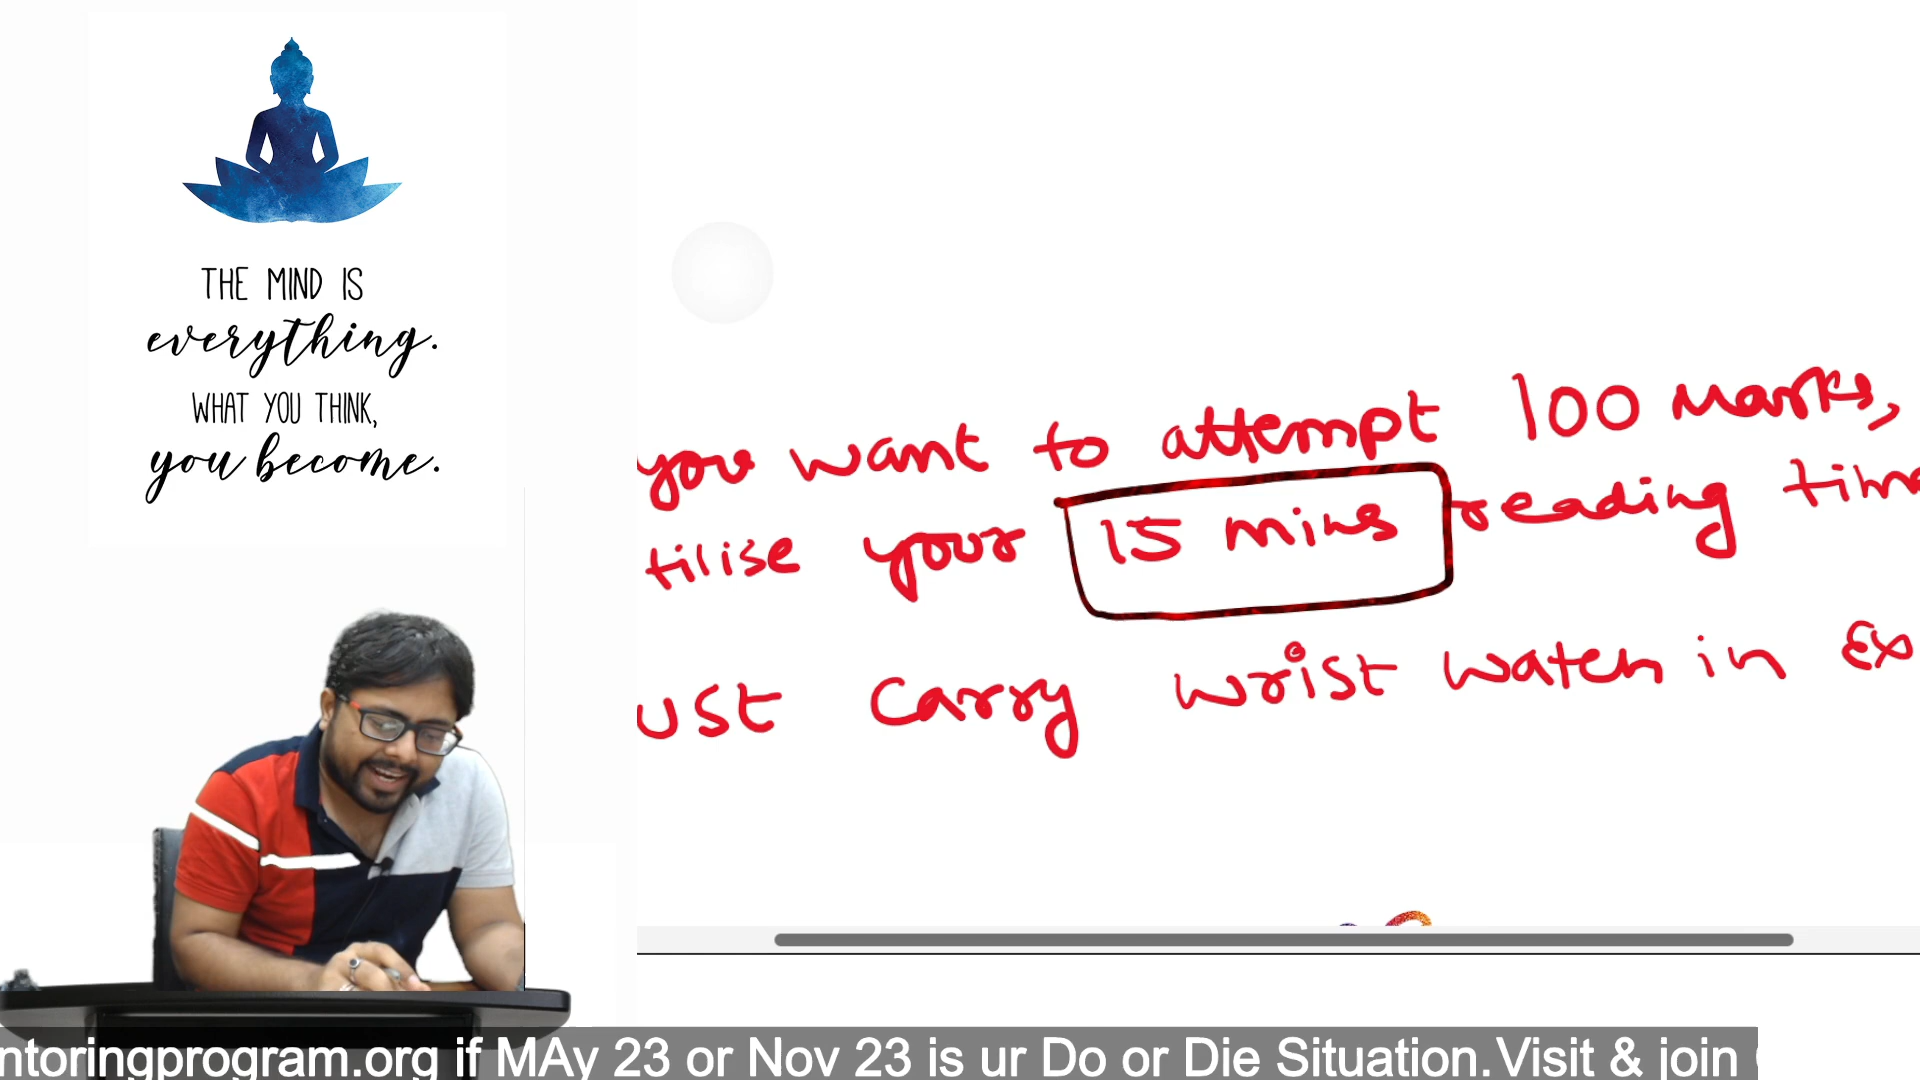 THE MIND IS
everything.
WHAT YOU THINK,
you become.
you want to attempt 100 Marks,
tilise your 15 mins reading time
ust carry wrist watch in Ex
ntoringprogram.org if MAy 23 or Nov 23 is ur Do or Die Situation.Visit & join